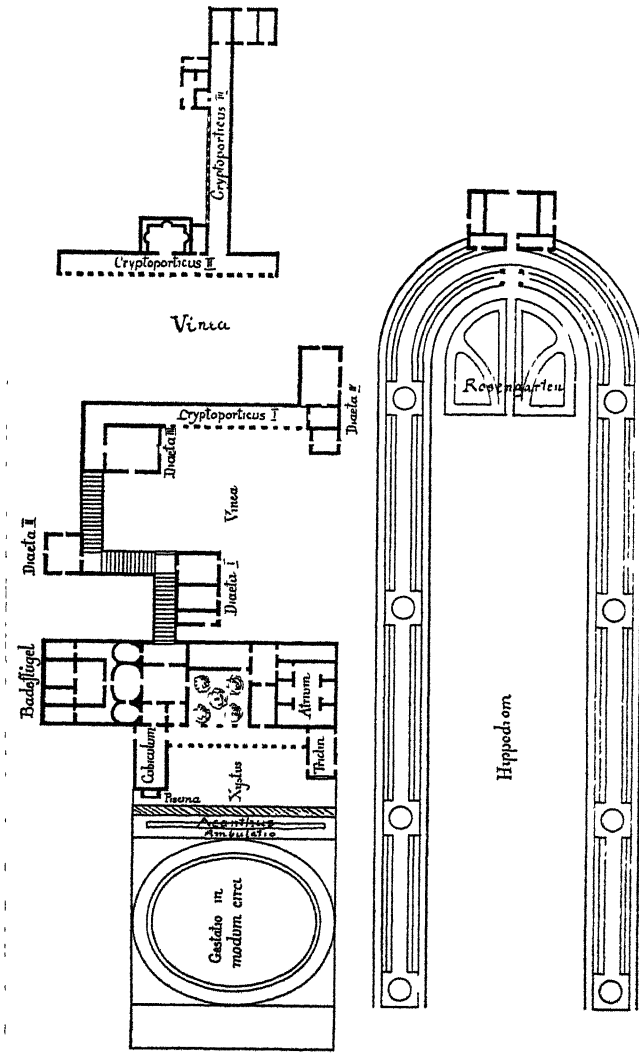 Cryptoporticus IV
Cryptoporticus III
Vinea
Cryptoporticus I
Diaeta IV
Diaeta III
Vinea
Diaeta II
Diaeta I
Badeflügel
Atrium
Cubiculum
Triclin
Xystus
Piscina
Acanthus
Ambulatio
Gestatio in
modum circi
Rosengarten
Hippodrom